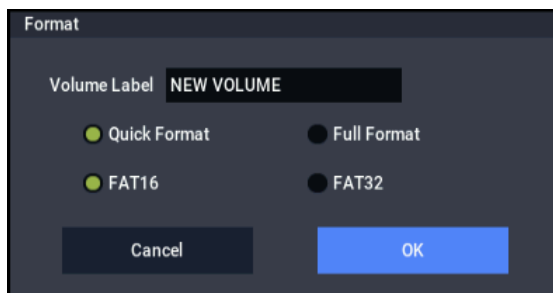 Format
Volume Label NEW VOLUME
Quick Format Full Format
FAT16 FAT32
Cancel OK